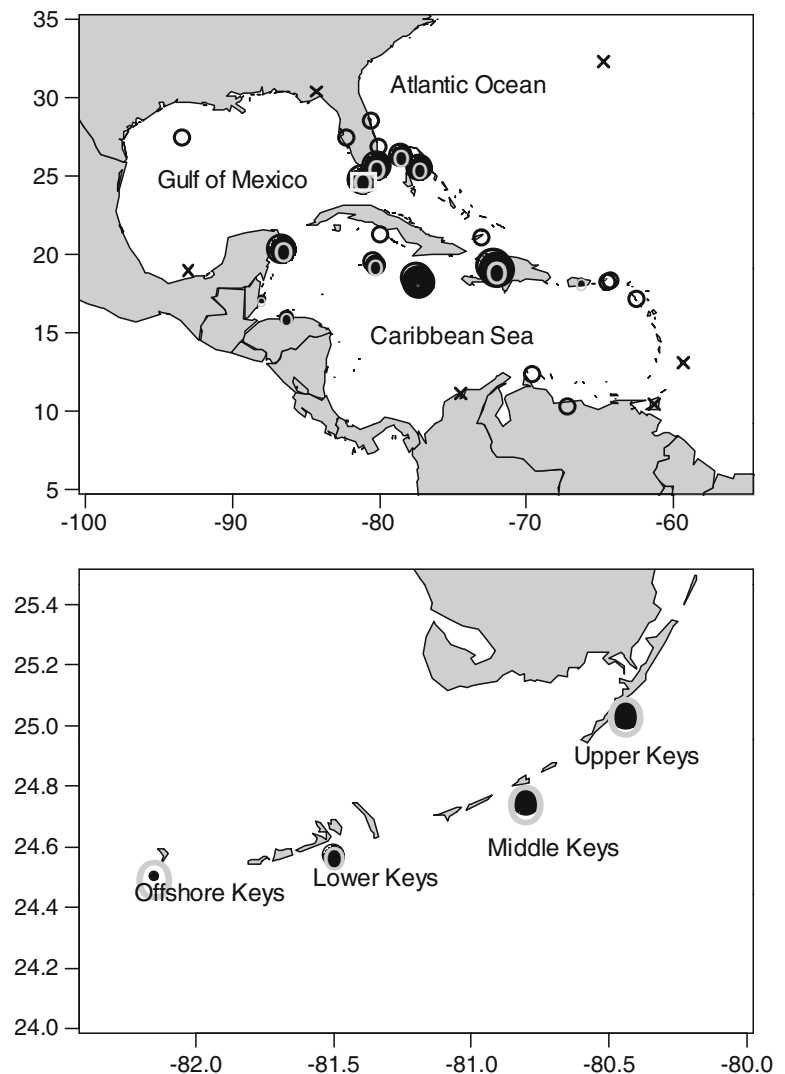 35
30
25
20
15
10
5
Atlantic Ocean
Gulf of Mexico
Caribbean Sea
-100 -90 -80 -70 -60
25.4
25.2
25.0
24.8
24.6
24.4
24.2
24.0
Upper Keys
Middle Keys
Lower Keys
Offshore Keys
-82.0 -81.5 -81.0 -80.5 -80.0